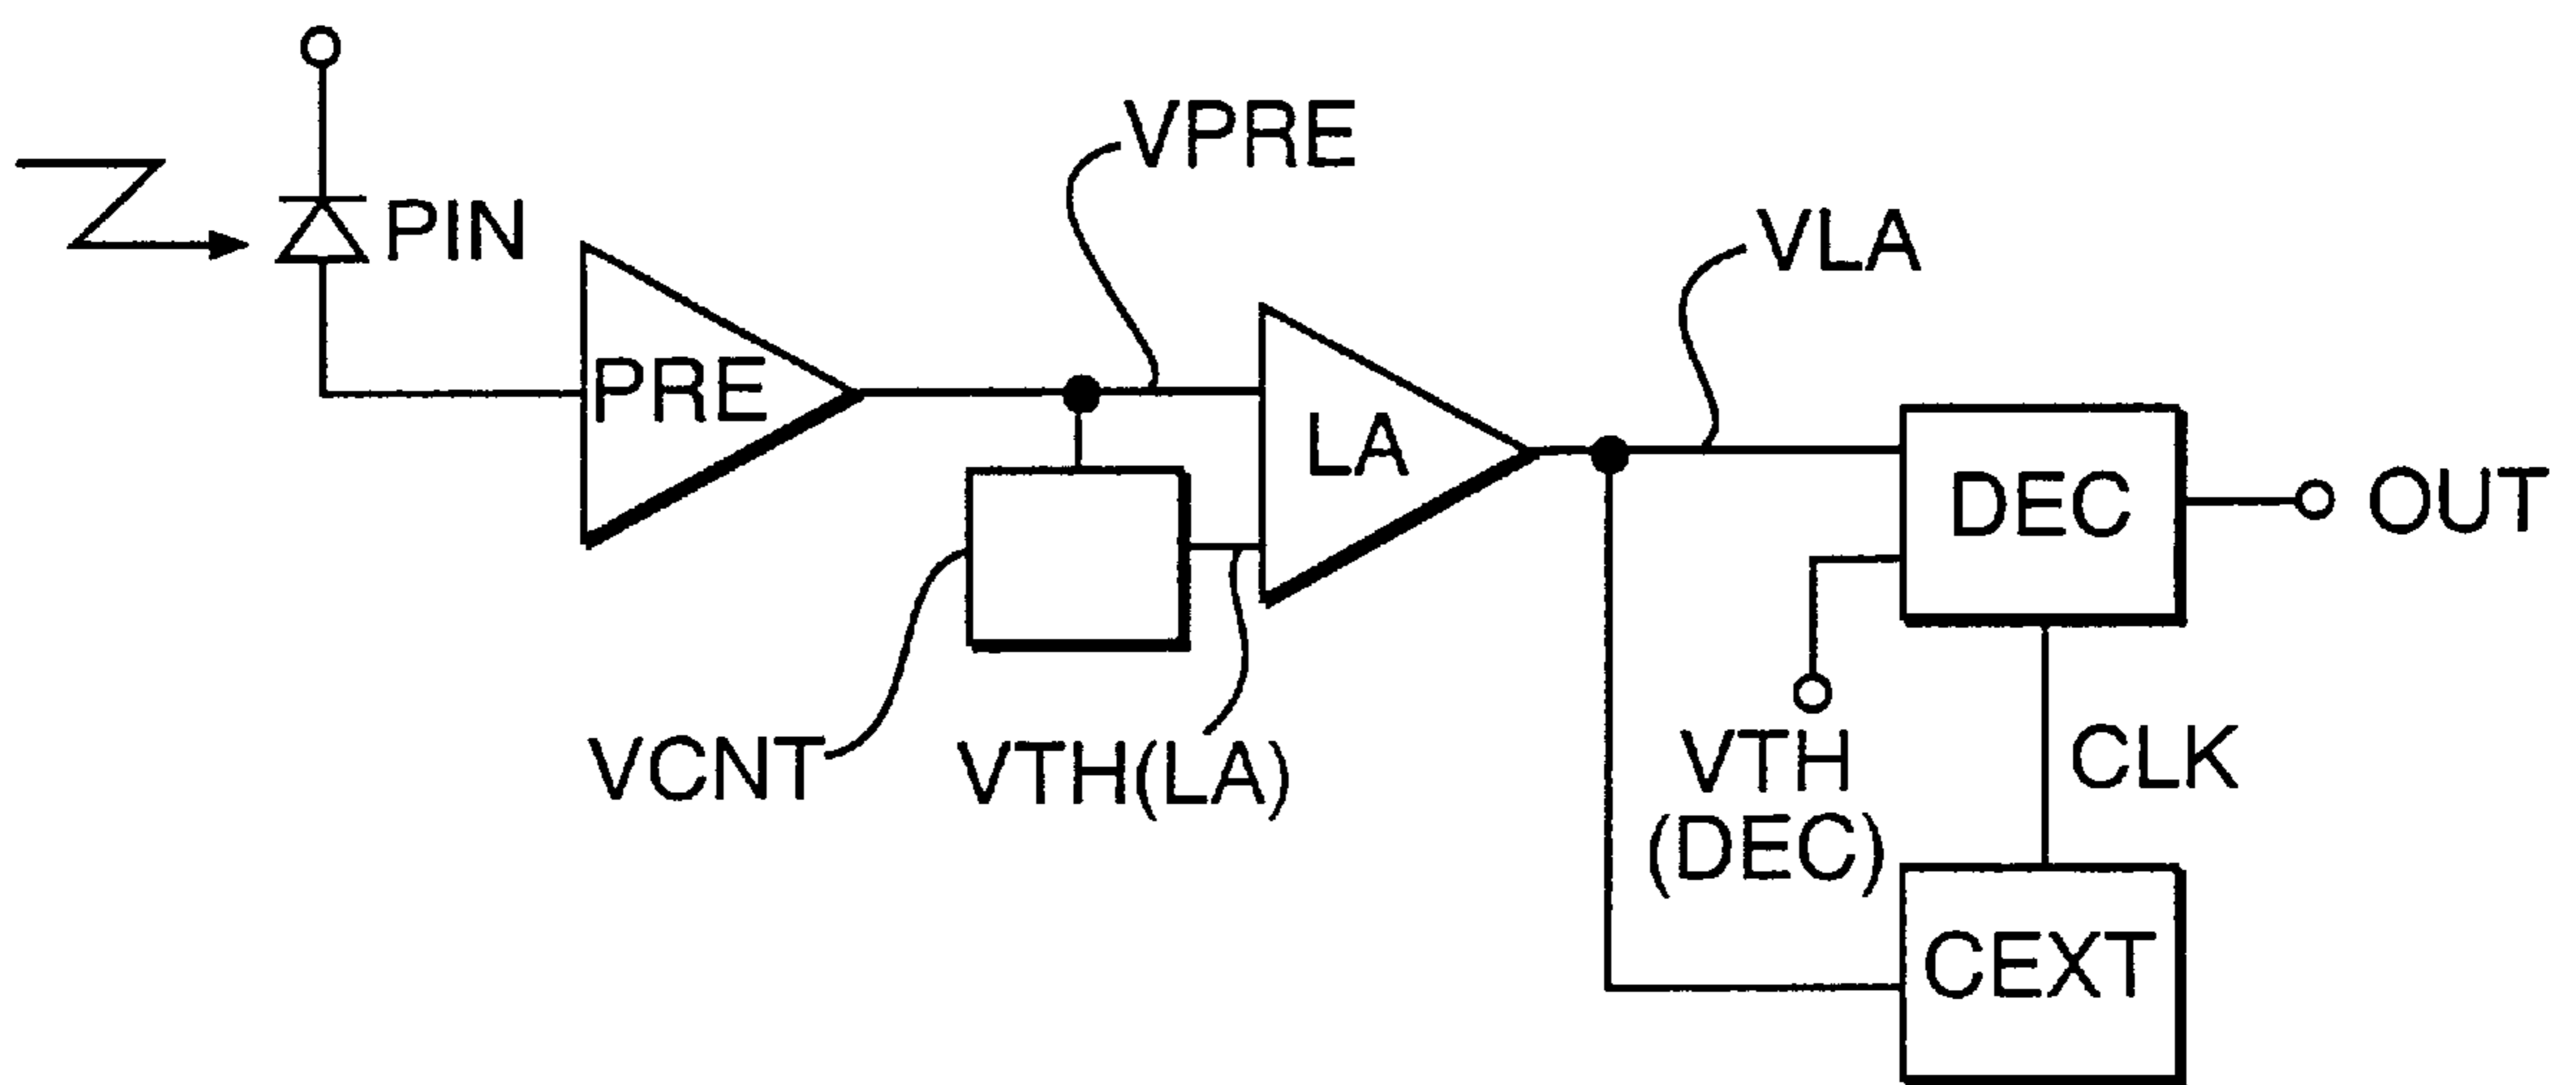 VPRE
PIN
VLA
PRE
LA
DEC
OUT
VCNT
VTH(LA)
VTH
(DEC)
CLK
CEXT